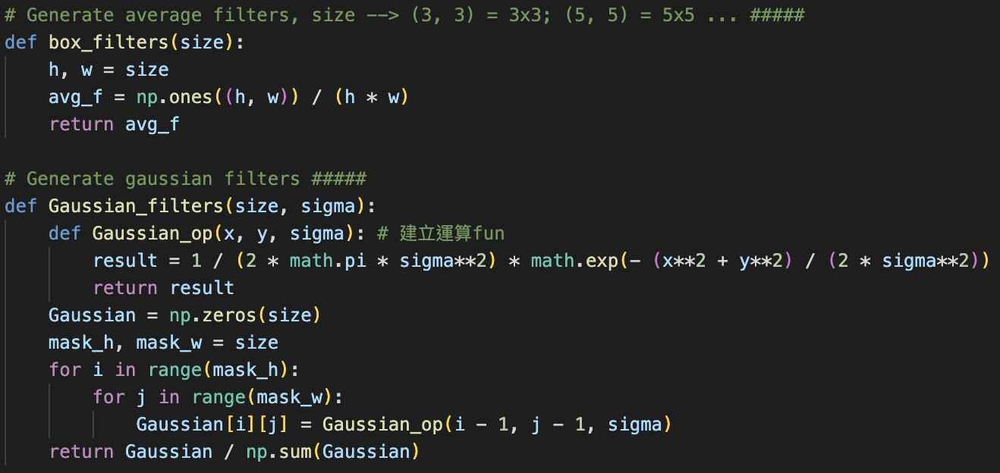 # Generate average filters, size --> (3, 3) = 3x3; (5, 5) = 5x5 ... #####
def box_filters(size):
    h, w = size
    avg_f = np.ones((h, w)) / (h * w)
    return avg_f

# Generate gaussian filters #####
def Gaussian_filters(size, sigma):
    def Gaussian_op(x, y, sigma): # 建立運算fun
        result = 1 / (2 * math.pi * sigma**2) * math.exp(- (x**2 + y**2) / (2 * sigma**2))
        return result
    Gaussian = np.zeros(size)
    mask_h, mask_w = size
    for i in range(mask_h):
        for j in range(mask_w):
            Gaussian[i][j] = Gaussian_op(i - 1, j - 1, sigma)
    return Gaussian / np.sum(Gaussian)